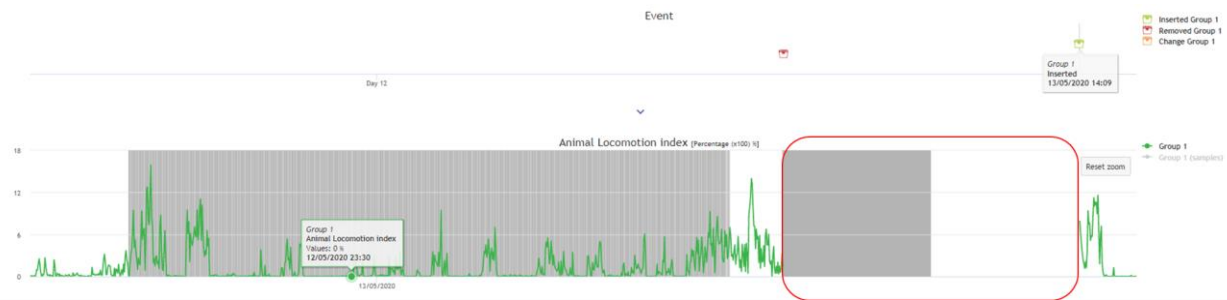 Event
Inserted Group 1
Removed Group 1
Change Group 1
Group 1
Inserted
13/05/2020 14:09
Day 12
Animal Locomotion index [Percentage (x100) %]
18
12
6
0
Group 1
Group 1 (samples)
Reset zoom
Group 1
Animal Locomotion Index
Values: 0 %
12/05/2020 23:30
13/05/2020